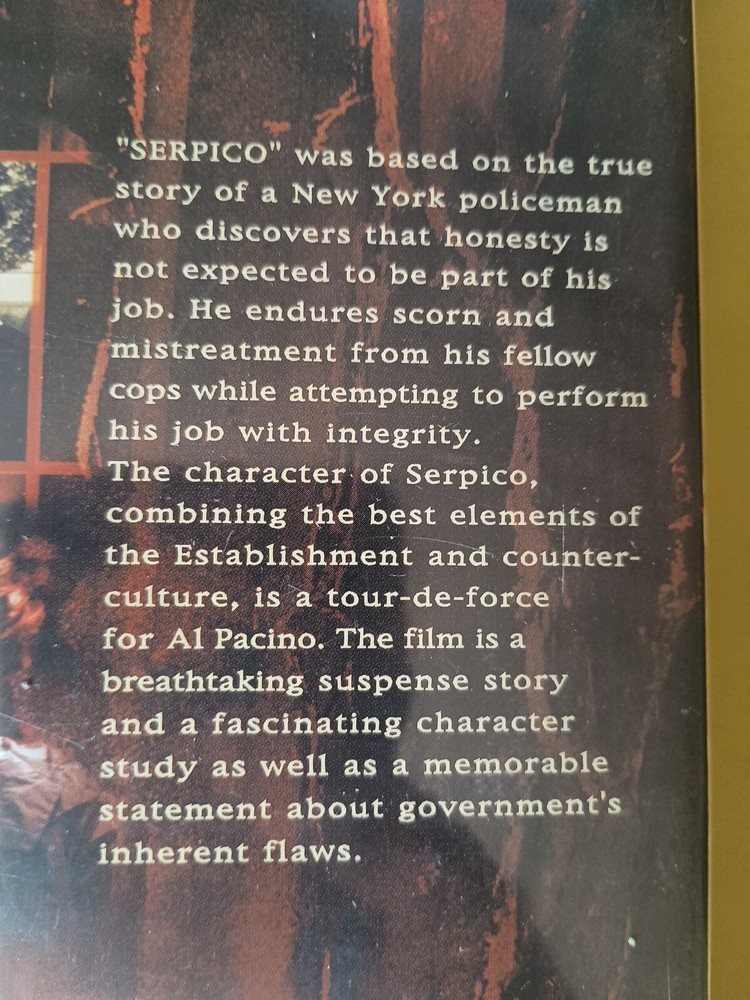 "SERPICO" was based on the true
story of a New York policeman
who discovers that honesty is
not expected to be part of his
job. He endures scorn and
mistreatment from his fellow
cops while attempting to perform
his job with integrity.
The character of Serpico,
combining the best elements of
the Establishment and counter-
culture, is a tour-de-force
for Al Pacino. The film is a
breathtaking suspense story
and a fascinating character
study as well as a memorable
statement about government's
inherent flaws.